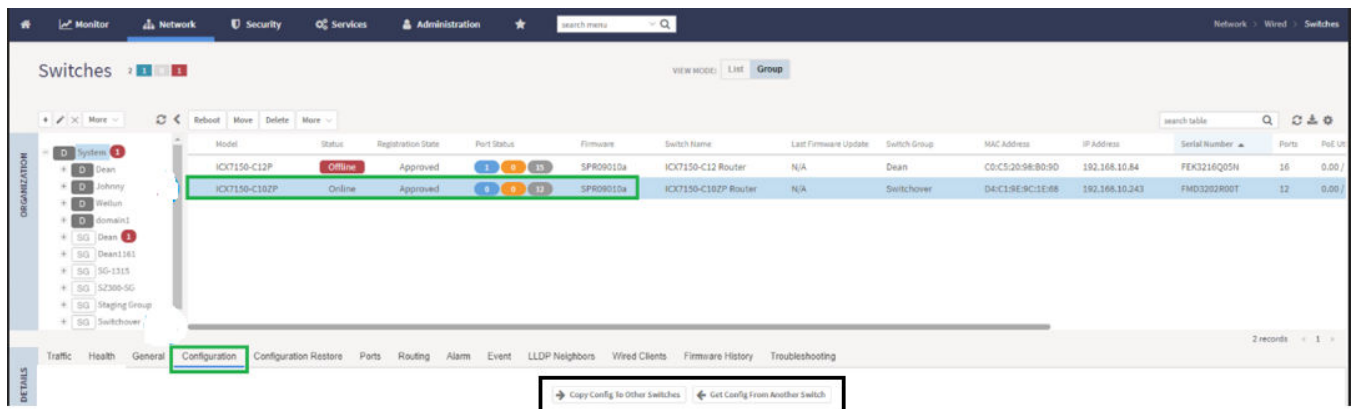 Monitor Network Security Services Administration search menu Network > Wired > Switches
Switches 2 1 0 1 VIEW MODE: List Group
More Reboot Move Delete More search table
ORGANIZATION
Model Status Registration State Port Status Firmware Switch Name Last Firmware Update Switch Group MAC Address IP Address Serial Number Ports PoE Ut
D System 1
ICX7150-C12P Offline Approved 1 0 15 SPR09010a ICX7150-C12 Router N/A Dean C0:C5:20:98:B0:9D 192.168.10.84 FEK3216Q05N 16 0.00 /
D Dean
ICX7150-C10ZP Online Approved 0 0 12 SPR09010a ICX7150-C10ZP Router N/A Switchover D4:C1:9E:9C:1E:68 192.168.10.243 FMD3202R00T 12 0.00 /
D Johnny
D Weilun
D domain1
SG Dean 1
SG Dean1161
SG SG-1315
SG SZ300-SG
SG Staging Group
SG Switchover
2 records 1
DETAILS
Traffic Health General Configuration Configuration Restore Ports Routing Alarm Event LLDP Neighbors Wired Clients Firmware History Troubleshooting
Copy Config To Other Switches Get Config From Another Switch